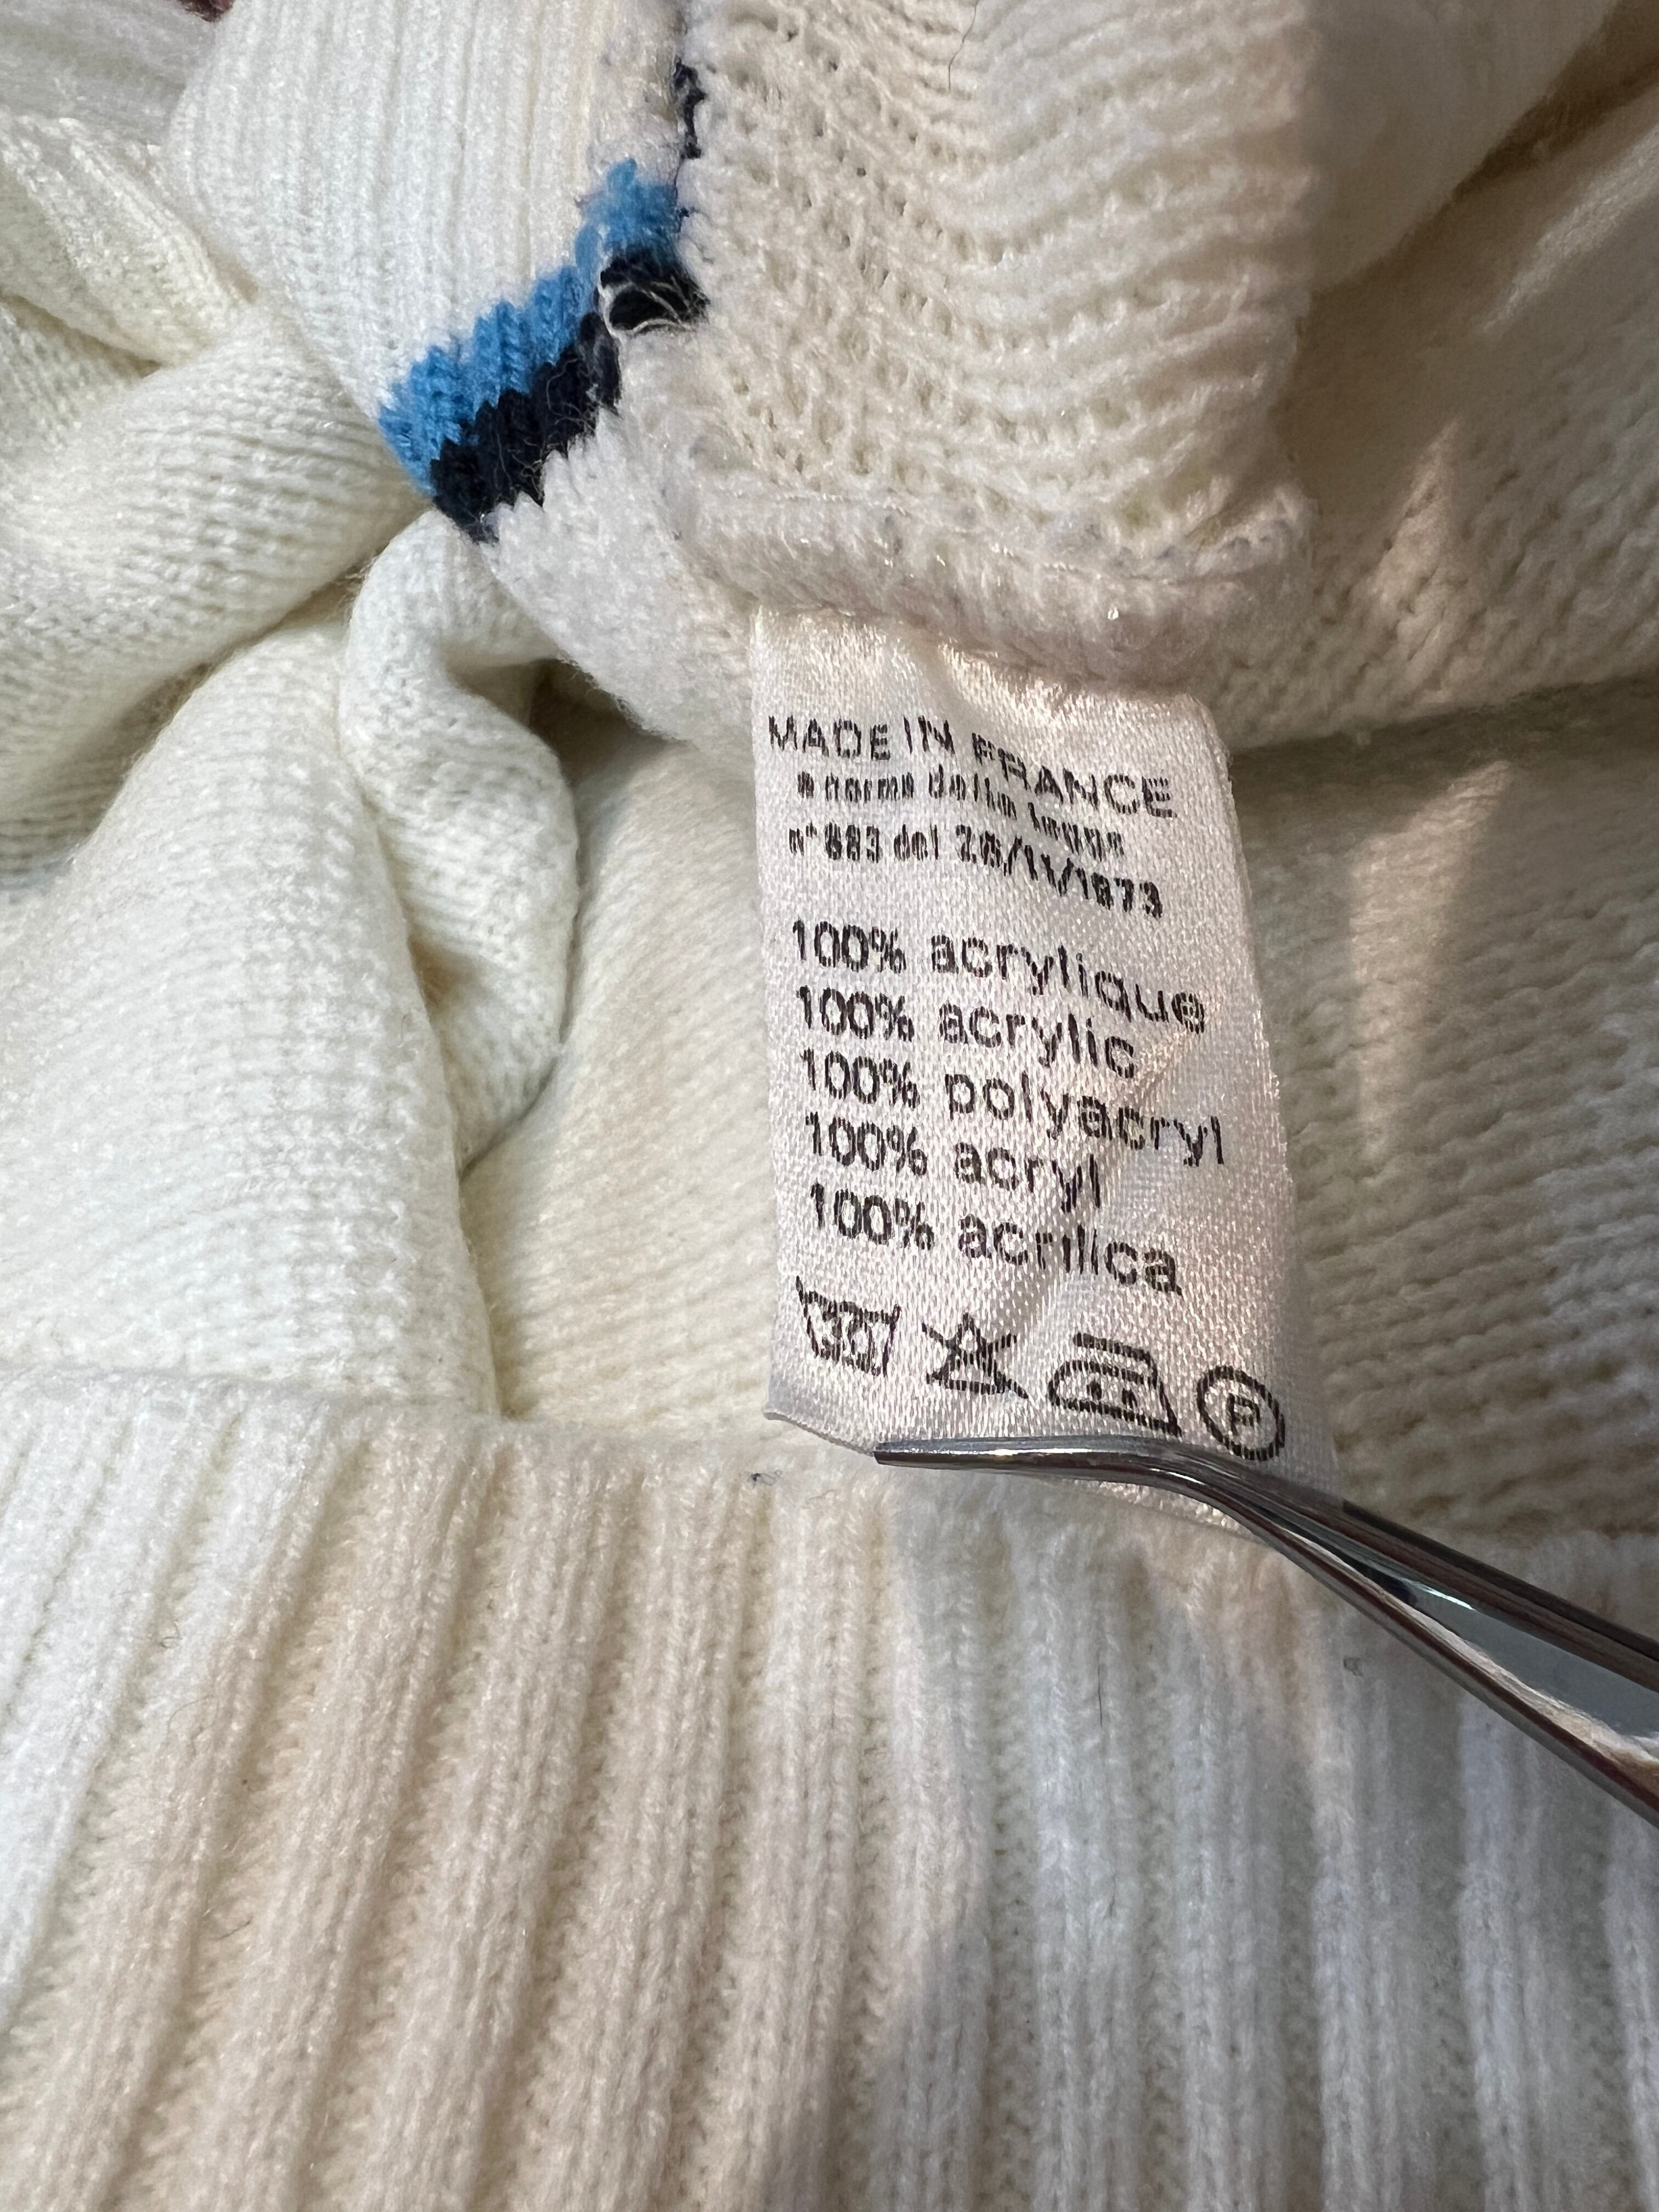 MADE IN FRANCE
a norma della legge
n° 883 del 26/11/1973
100% acrylique
100% acrylic
100% polyacryl
100% acryl
100% acrilica
30
P